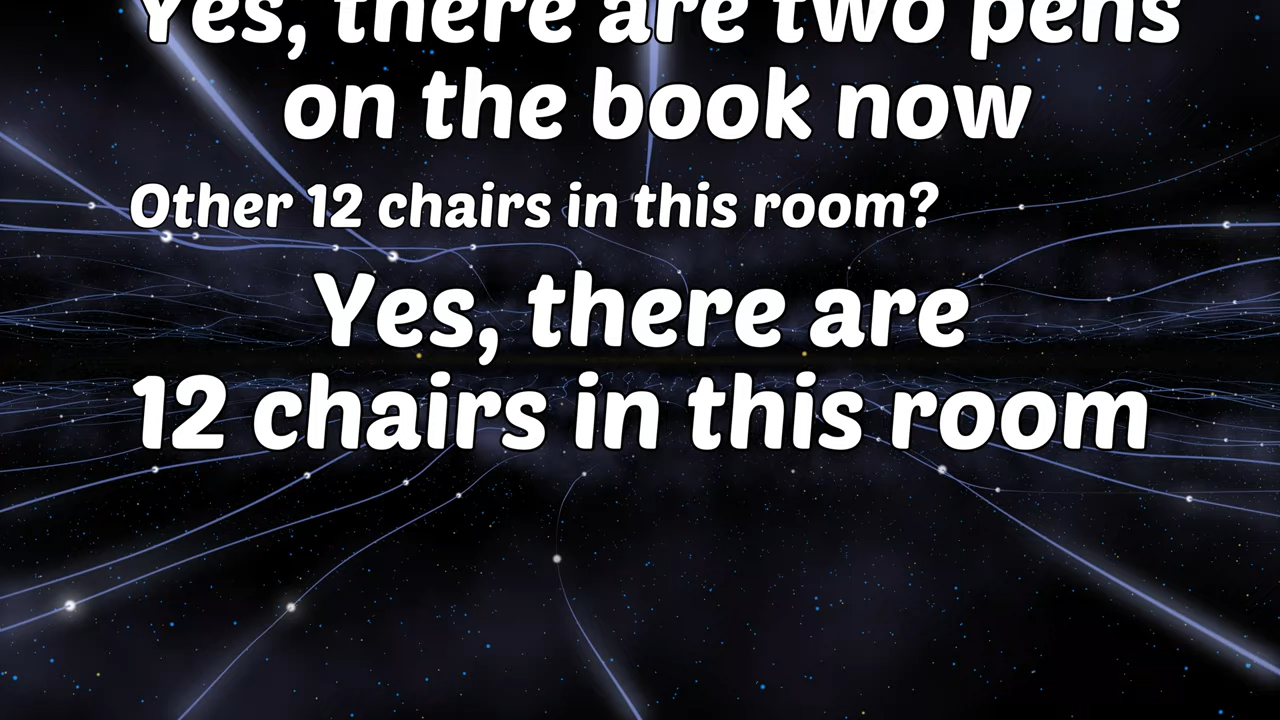 Yes, there are two pens
on the book now
Other 12 chairs in this room?
Yes, there are
12 chairs in this room